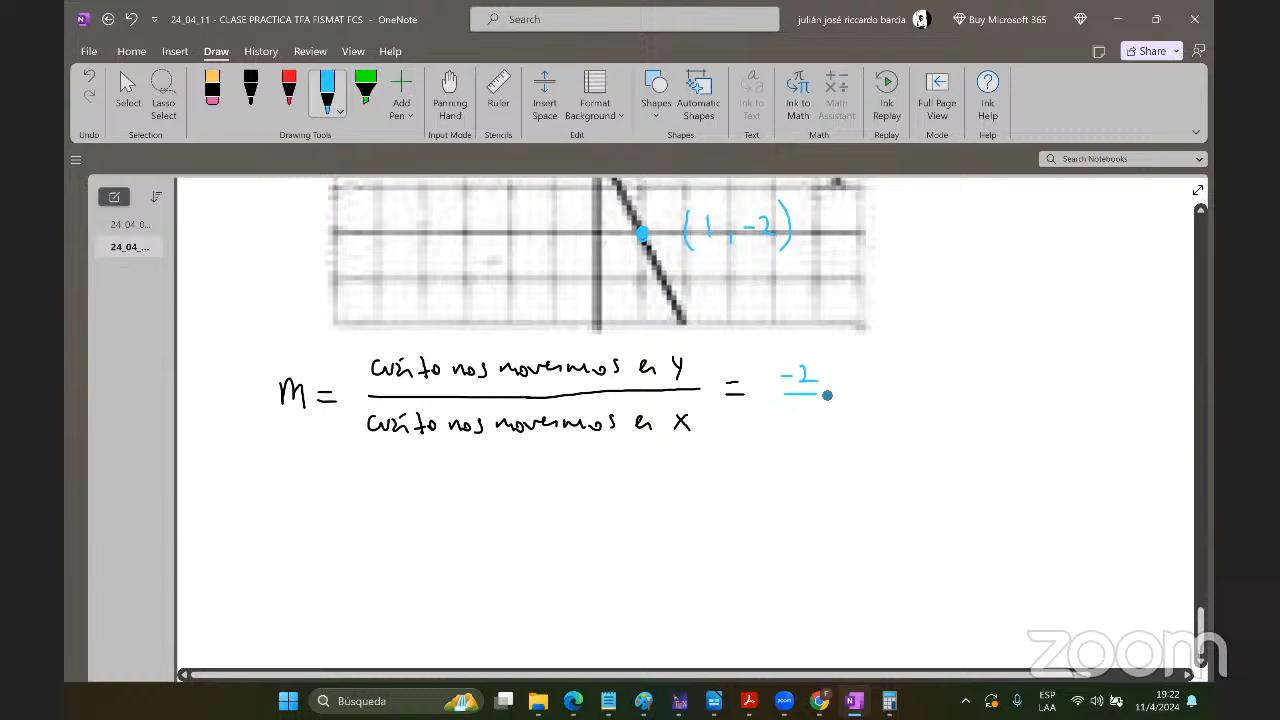 24_04_11 - CLASE PRACTICA TFA FISMAT FCS - OneNote
Search
julián josé riccardo barcia
Buy Microsoft 365
File Home Insert Draw History Review View Help
Share
Select
Lasso Select
Add Pen
Panning Hand
Ruler
Insert Space
Format Background
Shapes
Automatic Shapes
Ink to Text
Ink to Math
Math Assistant
Ink Replay
Full Page View
Ink Help
Undo
Selection
Drawing Tools
Input Mode
Stencils
Edit
Shapes
Text
Math
Replay
Mode
Help
Search Notebooks
24_04_0...
24_04_...
(1, -2)
cuánto nos movemos en y
M = = -2
cuánto nos movemos en x
zoom
Búsqueda
ESP
LAA
19:22
11/4/2024